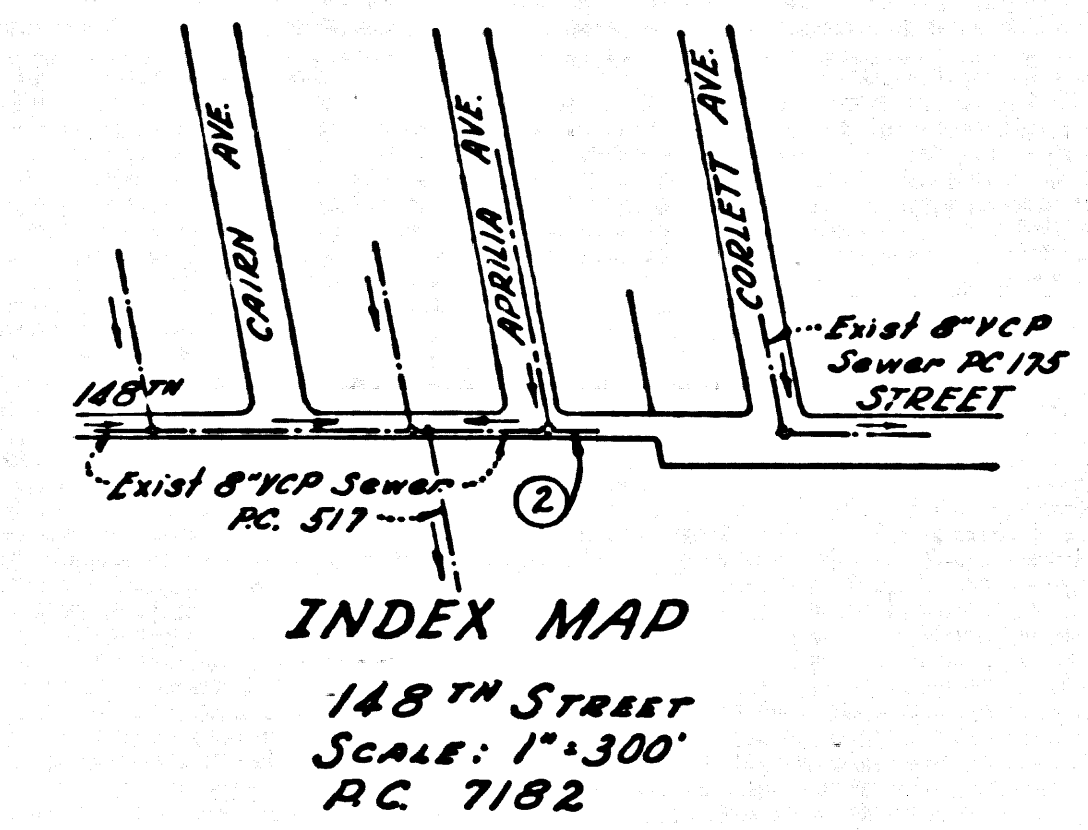 CAIRN AVE.
APRILIA AVE.
CORLETT AVE.
Exist 8"VCP
Sewer PC 175
148TH
STREET
Exist 8"VCP Sewer
P.C. 517
2
INDEX MAP
148TH STREET
SCALE: 1"=300'
P.C. 7182